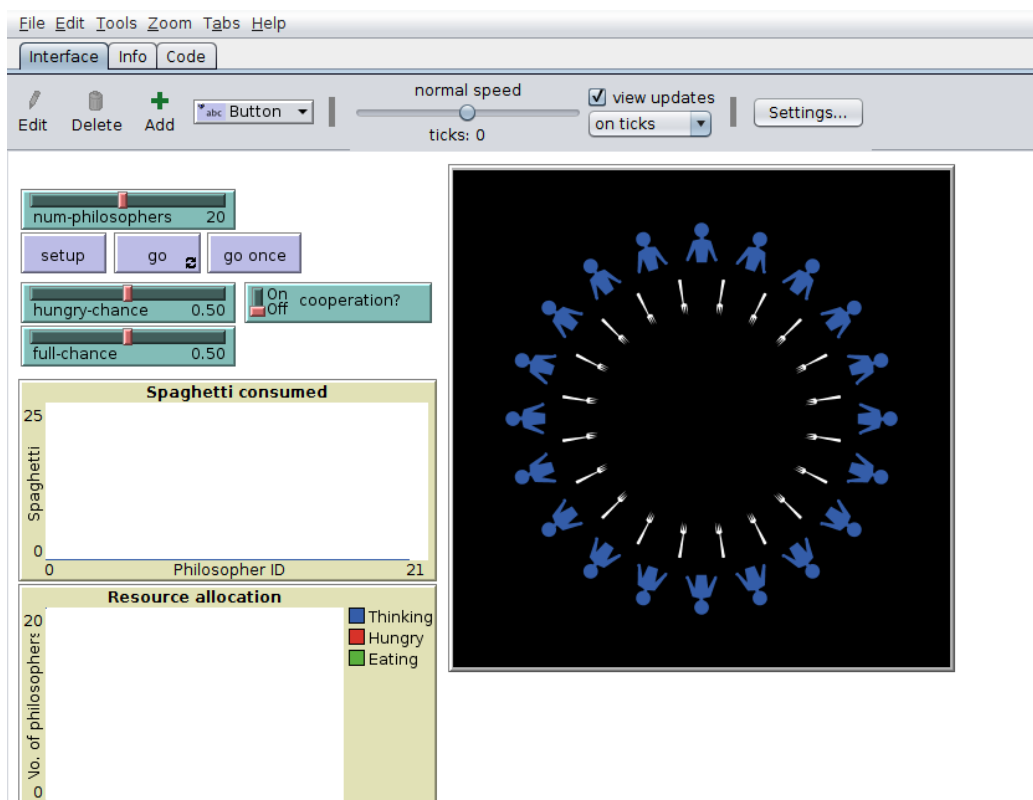 File Edit Tools Zoom Tabs Help
Interface Info Code
Edit Delete Add abc Button normal speed ticks: 0 view updates on ticks Settings...
num-philosophers 20
setup go go once
hungry-chance 0.50 On Off cooperation?
full-chance 0.50
Spaghetti consumed
25
Spaghetti
0
0 Philosopher ID 21
Resource allocation
20
No. of philosophers
0
Thinking
Hungry
Eating